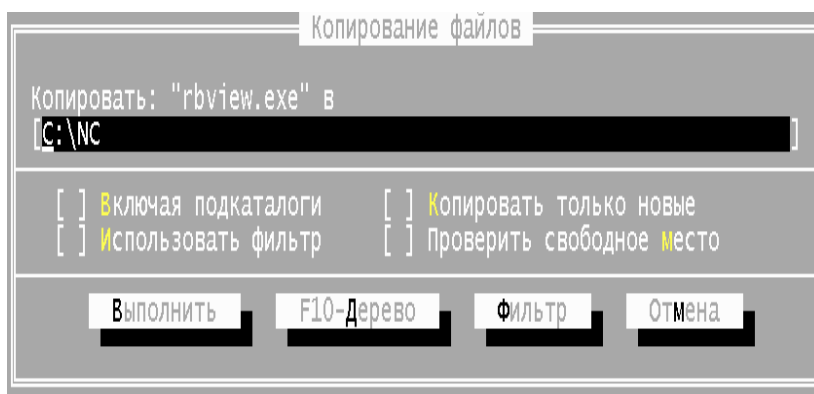 Копирование файлов
Копировать: "rbview.exe" в
[C:\NC]
[ ] Включая подкаталоги [ ] Копировать только новые
[ ] Использовать фильтр [ ] Проверить свободное место
Выполнить F10-Дерево Фильтр Отмена